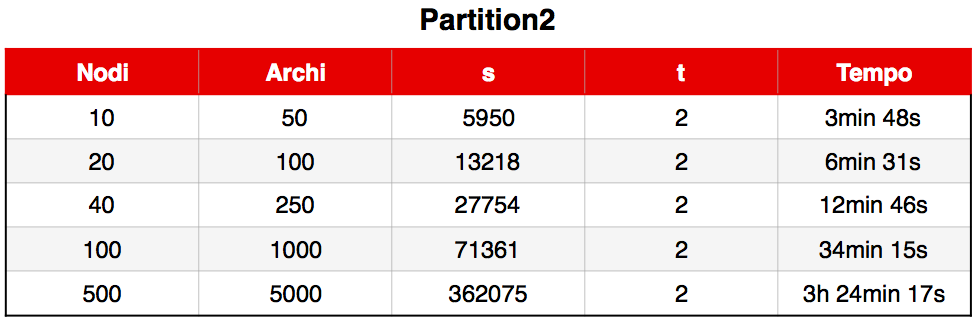 Partition2
Nodi Archi s t Tempo
10 50 5950 2 3min 48s
20 100 13218 2 6min 31s
40 250 27754 2 12min 46s
100 1000 71361 2 34min 15s
500 5000 362075 2 3h 24min 17s